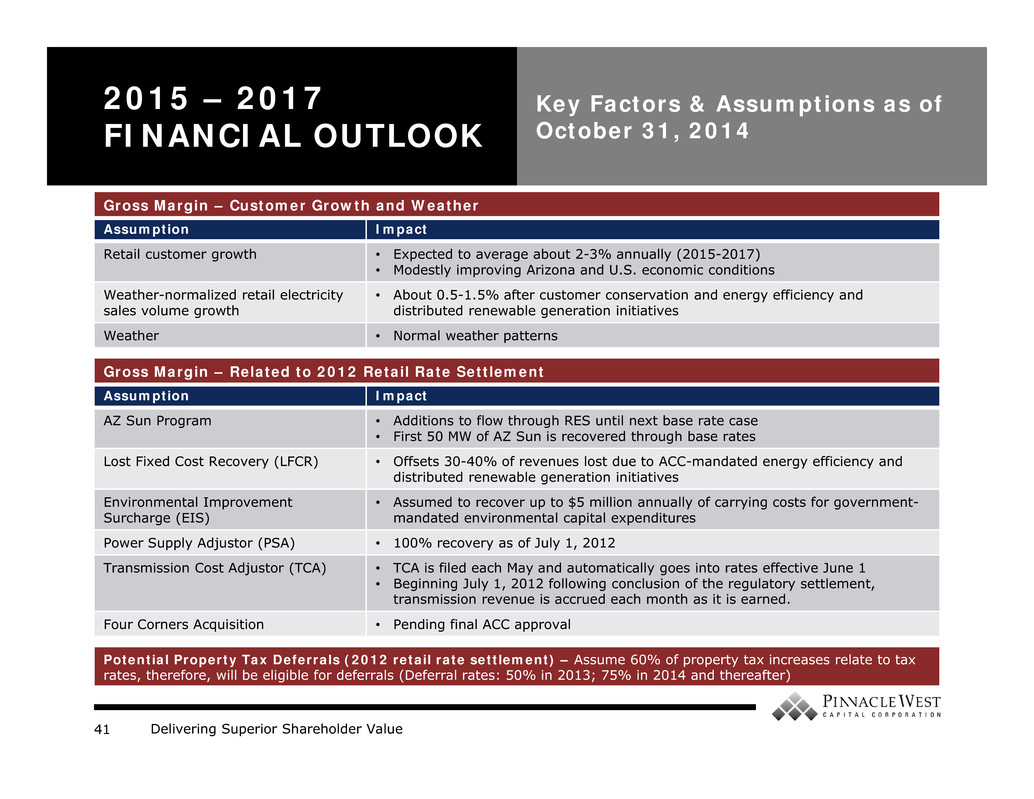 2015 – 2017
FINANCIAL OUTLOOK
Key Factors & Assumptions as of
October 31, 2014
Gross Margin – Customer Growth and Weather
Assumption Impact
Retail customer growth
• Expected to average about 2-3% annually (2015-2017)
• Modestly improving Arizona and U.S. economic conditions
Weather-normalized retail electricity
sales volume growth
• About 0.5-1.5% after customer conservation and energy efficiency and
distributed renewable generation initiatives
Weather
• Normal weather patterns
Gross Margin – Related to 2012 Retail Rate Settlement
Assumption Impact
AZ Sun Program
• Additions to flow through RES until next base rate case
• First 50 MW of AZ Sun is recovered through base rates
Lost Fixed Cost Recovery (LFCR)
• Offsets 30-40% of revenues lost due to ACC-mandated energy efficiency and
distributed renewable generation initiatives
Environmental Improvement
Surcharge (EIS)
• Assumed to recover up to $5 million annually of carrying costs for government-
mandated environmental capital expenditures
Power Supply Adjustor (PSA)
• 100% recovery as of July 1, 2012
Transmission Cost Adjustor (TCA)
• TCA is filed each May and automatically goes into rates effective June 1
• Beginning July 1, 2012 following conclusion of the regulatory settlement,
transmission revenue is accrued each month as it is earned.
Four Corners Acquisition
• Pending final ACC approval
Potential Property Tax Deferrals (2012 retail rate settlement) – Assume 60% of property tax increases relate to tax
rates, therefore, will be eligible for deferrals (Deferral rates: 50% in 2013; 75% in 2014 and thereafter)
PINNACLE WEST
CAPITAL CORPORATION
41 Delivering Superior Shareholder Value